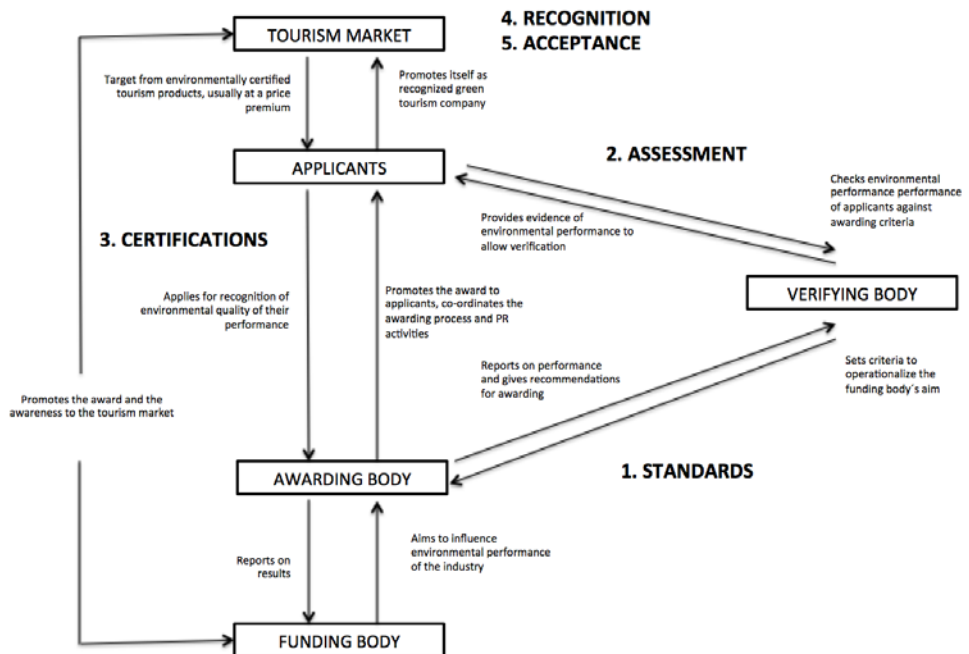 4. RECOGNITION
5. ACCEPTANCE
TOURISM MARKET
Target from environmentally certified
tourism products, usually at a price
premium
Promotes itself as
recognized green
tourism company
APPLICANTS
2. ASSESSMENT
Checks environmental
performance performance
of applicants against
awarding criteria
Provides evidence of
environmental performance to
allow verification
3. CERTIFICATIONS
VERIFYING BODY
Applies for recognition of
environmental quality of their
performance
Promotes the award to
applicants, co-ordinates the
awarding process and PR
activities
Reports on performance
and gives recommendations
for awarding
Sets criteria to
operationalize the
funding body´s aim
Promotes the award and the
awareness to the tourism market
AWARDING BODY
1. STANDARDS
Reports on
results
Aims to influence
environmental performance
of the industry
FUNDING BODY